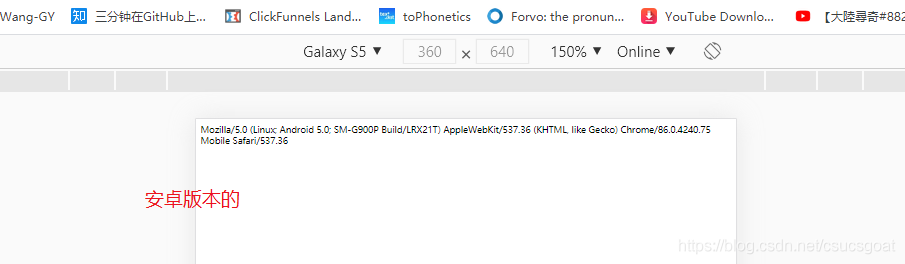 Wang-GY 知 三分钟在GitHub上... ClickFunnels Land... toPhonetics Forvo: the pronun... YouTube Downlo... 【大陸尋奇#882
Galaxy S5 ▼ 360 × 640 150% ▼ Online ▼
Mozilla/5.0 (Linux; Android 5.0; SM-G900P Build/LRX21T) AppleWebKit/537.36 (KHTML, like Gecko) Chrome/86.0.4240.75
Mobile Safari/537.36
安卓版本的
https://blog.csdn.net/csucsgoat